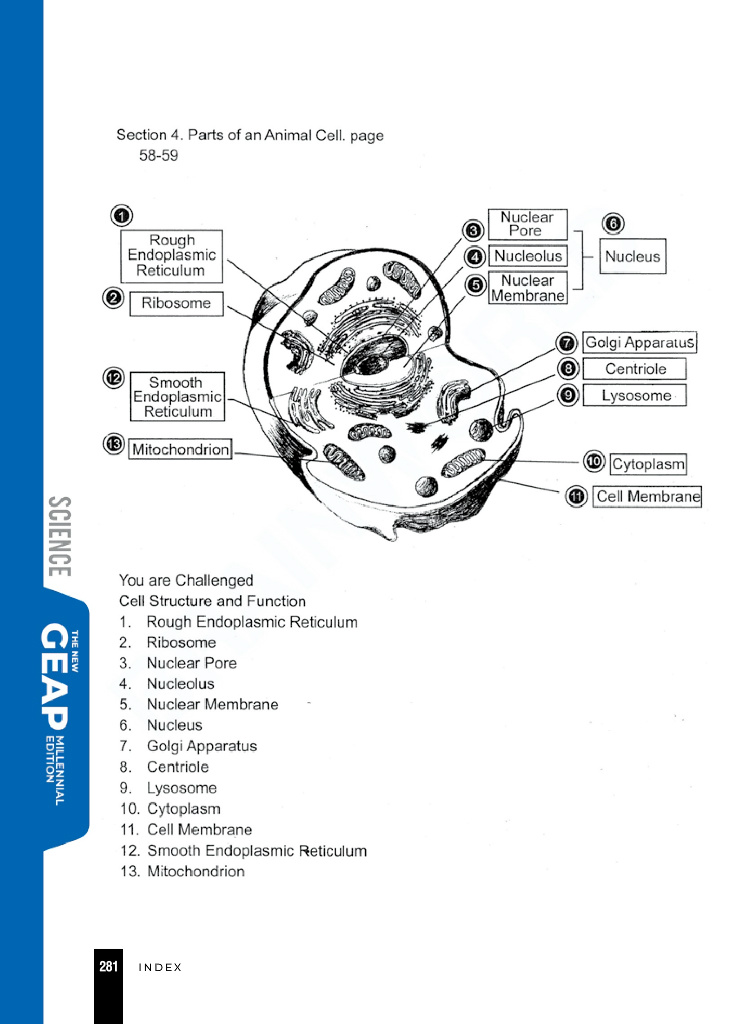 Section 4. Parts of an Animal Cell. page
58-59
1
Rough
Endoplasmic
Reticulum
2
Ribosome
12
Smooth
Endoplasmic
Reticulum
13
Mitochondrion
3
Nuclear
Pore
4
Nucleolus
5
Nuclear
Membrane
6
Nucleus
7
Golgi Apparatus
8
Centriole
9
Lysosome
10
Cytoplasm
11
Cell Membrane
You are Challenged
Cell Structure and Function
1. Rough Endoplasmic Reticulum
2. Ribosome
3. Nuclear Pore
4. Nucleolus
5. Nuclear Membrane
6. Nucleus
7. Golgi Apparatus
8. Centriole
9. Lysosome
10. Cytoplasm
11. Cell Membrane
12. Smooth Endoplasmic Reticulum
13. Mitochondrion
SCIENCE
THE NEW
GEAP
MILLENNIAL
EDITION
281 INDEX